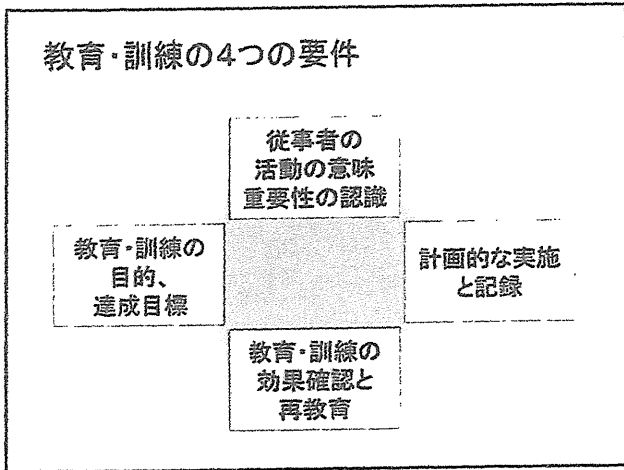 教育・訓練の4つの要件
従事者の
活動の意味
重要性の認識
教育・訓練の
目的、
達成目標
計画的な実施
と記録
教育・訓練の
効果確認と
再教育